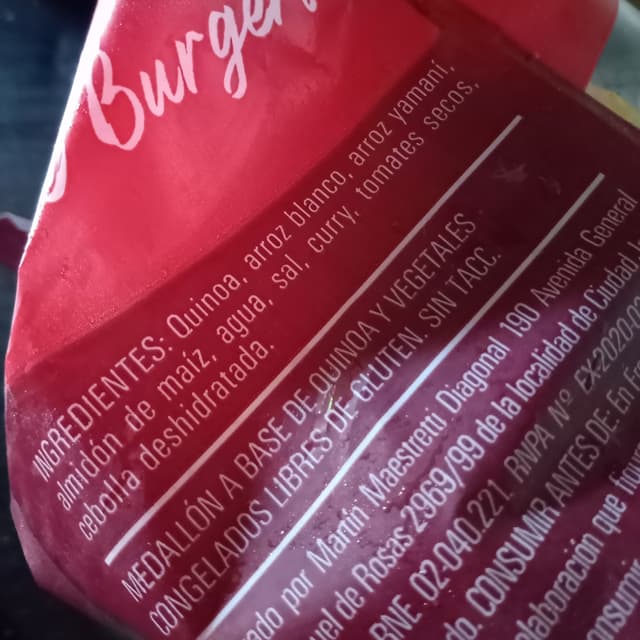 Burger
INGREDIENTES: Quinoa, arroz blanco, arroz yamaní,
almidón de maíz, agua, sal, curry, tomates secos,
cebolla deshidratada.
MEDALLÓN A BASE DE QUINOA Y VEGETALES
CONGELADOS LIBRES DE GLUTEN. SIN TACC.
ado por Martín Maestretti Diagonal 190 Avenida General
uel de Rosas 2969/99 de la localidad de Ciudad
RNE 02-040.221. RNPA Nº EX-2020
do. CONSUMIR ANTES DE: En
elaboración que